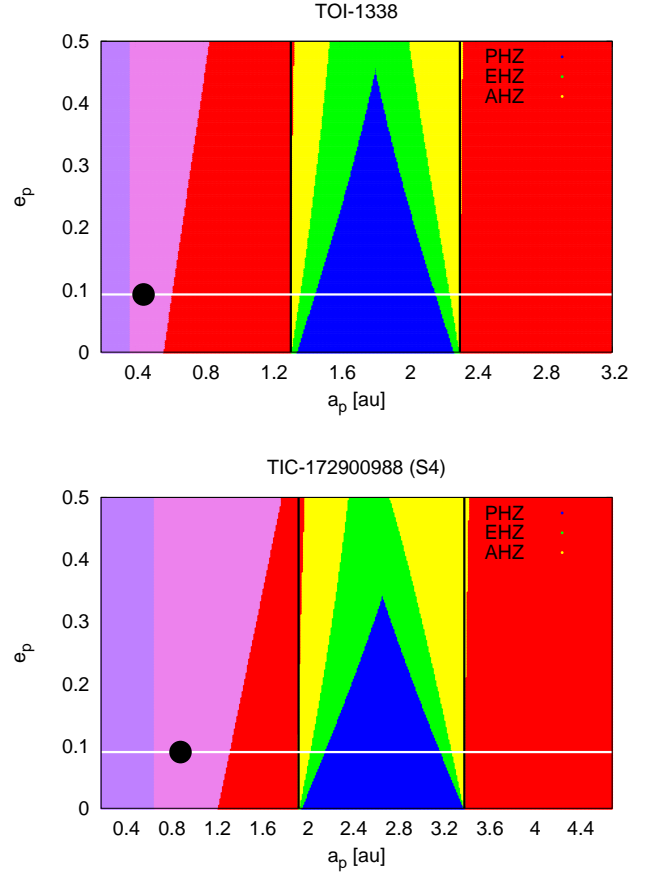 TOI-1338
0.5
0.4
0.3
0.2
0.1
0
e_p
PHZ
EHZ
AHZ
0.4 0.8 1.2 1.6 2 2.4 2.8 3.2
a_p [au]
TIC-172900988 (S4)
0.5
0.4
0.3
0.2
0.1
0
e_p
PHZ
EHZ
AHZ
0.4 0.8 1.2 1.6 2 2.4 2.8 3.2 3.6 4 4.4
a_p [au]